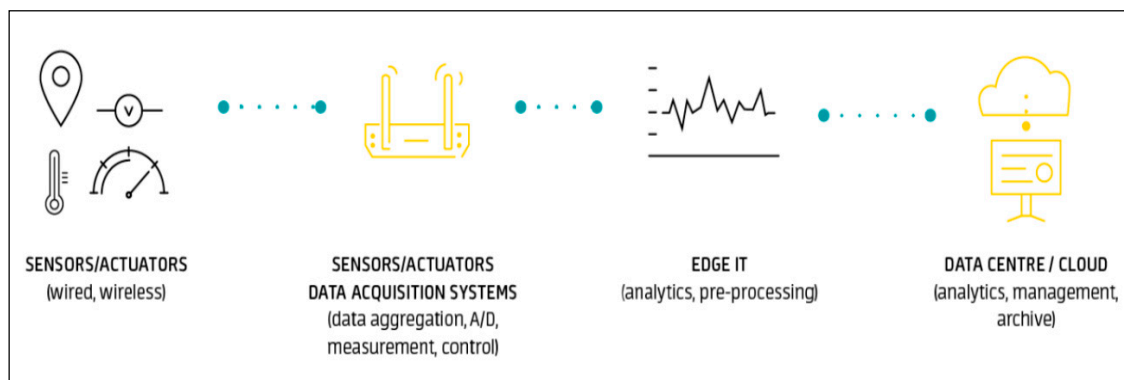 V
SENSORS/ACTUATORS
(wired, wireless)
SENSORS/ACTUATORS
DATA ACQUISITION SYSTEMS
(data aggregation, A/D,
measurement, control)
EDGE IT
(analytics, pre-processing)
DATA CENTRE / CLOUD
(analytics, management,
archive)